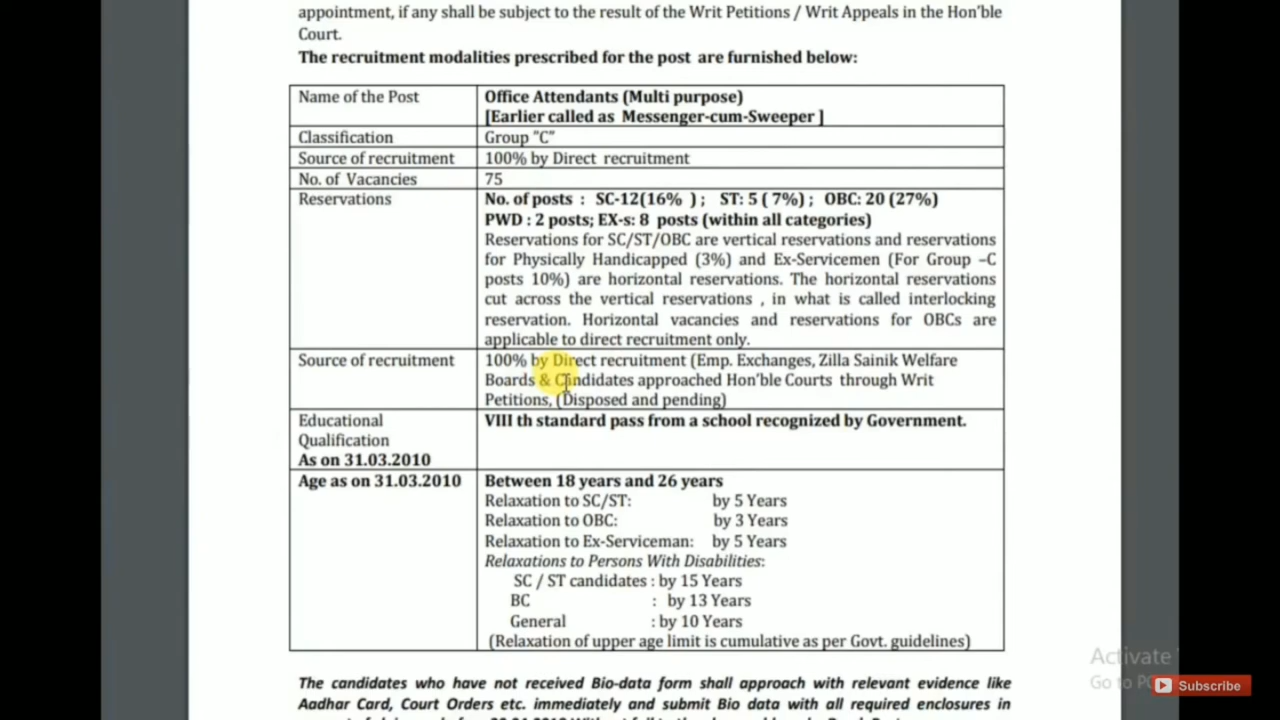 appointment, if any shall be subject to the result of the Writ Petitions / Writ Appeals in the Hon'ble
Court.
The recruitment modalities prescribed for the post are furnished below:
Name of the Post
Office Attendants (Multi purpose)
[Earlier called as Messenger-cum-Sweeper ]
Classification
Group "C"
Source of recruitment
100% by Direct recruitment
No. of Vacancies
75
Reservations
No. of posts : SC-12(16% ) ; ST: 5 ( 7%) ; OBC: 20 (27%)
PWD : 2 posts; EX-s: 8 posts (within all categories)
Reservations for SC/ST/OBC are vertical reservations and reservations
for Physically Handicapped (3%) and Ex-Servicemen (For Group –C
posts 10%) are horizontal reservations. The horizontal reservations
cut across the vertical reservations , in what is called interlocking
reservation. Horizontal vacancies and reservations for OBCs are
applicable to direct recruitment only.
Source of recruitment
100% by Direct recruitment (Emp. Exchanges, Zilla Sainik Welfare
Boards & Candidates approached Hon'ble Courts through Writ
Petitions, (Disposed and pending)
Educational
Qualification
As on 31.03.2010
VIII th standard pass from a school recognized by Government.
Age as on 31.03.2010
Between 18 years and 26 years
Relaxation to SC/ST: by 5 Years
Relaxation to OBC: by 3 Years
Relaxation to Ex-Serviceman: by 5 Years
Relaxations to Persons With Disabilities:
SC / ST candidates : by 15 Years
BC : by 13 Years
General : by 10 Years
(Relaxation of upper age limit is cumulative as per Govt. guidelines)
The candidates who have not received Bio-data form shall approach with relevant evidence like
Aadhar Card, Court Orders etc. immediately and submit Bio data with all required enclosures in
Activate
Go to PC
Subscribe